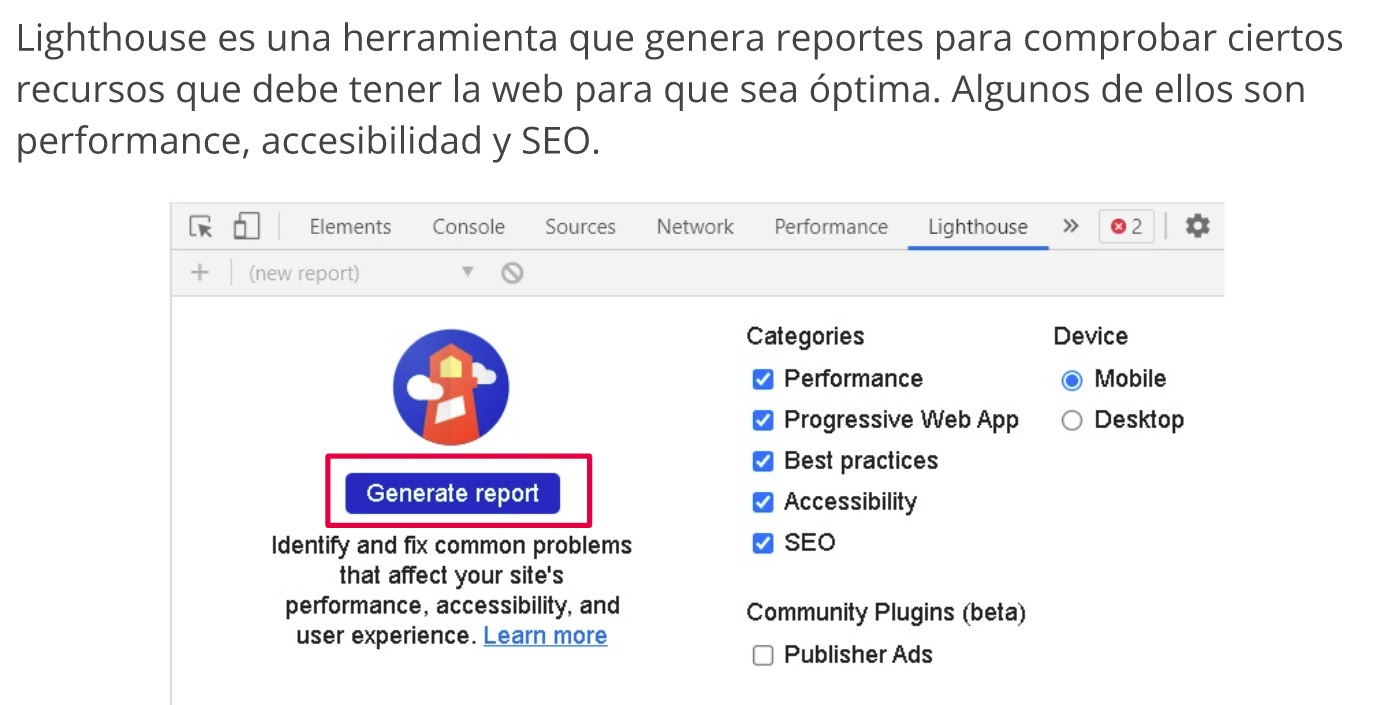 Lighthouse es una herramienta que genera reportes para comprobar ciertos
recursos que debe tener la web para que sea óptima. Algunos de ellos son
performance, accesibilidad y SEO.
Elements Console Sources Network Performance Lighthouse » 2
+ (new report)
Generate report
Identify and fix common problems
that affect your site's
performance, accessibility, and
user experience. Learn more
Categories
Performance
Progressive Web App
Best practices
Accessibility
SEO
Device
Mobile
Desktop
Community Plugins (beta)
Publisher Ads